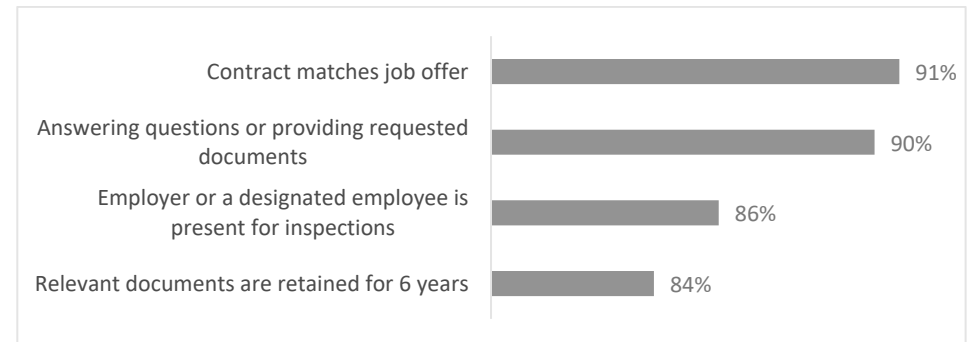 Contract matches job offer
91%
Answering questions or providing requested
documents
90%
Employer or a designated employee is
present for inspections
86%
Relevant documents are retained for 6 years
84%